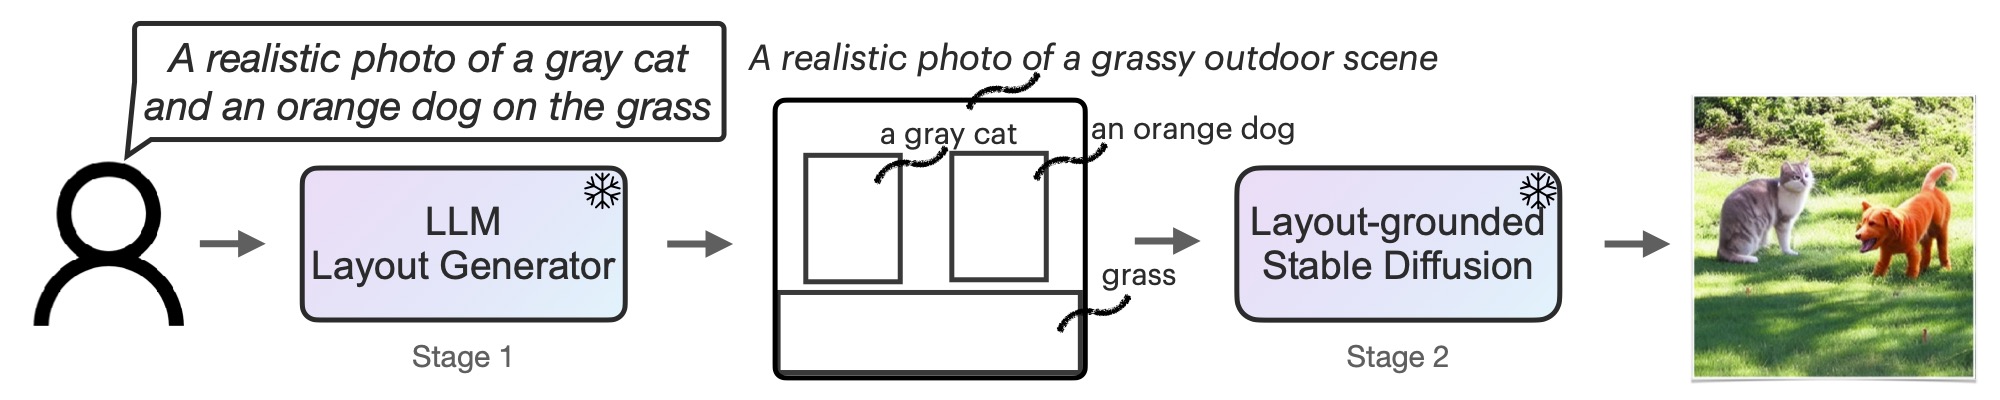 A realistic photo of a gray cat
and an orange dog on the grass
LLM
Layout Generator
Stage 1
A realistic photo of a grassy outdoor scene
a gray cat
an orange dog
grass
Layout-grounded
Stable Diffusion
Stage 2